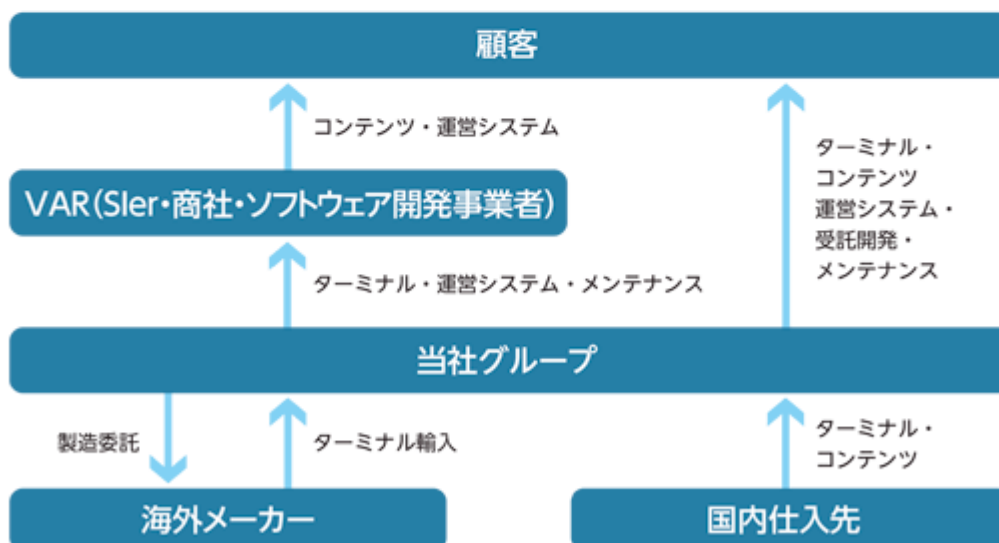 顧客
コンテンツ・運営システム
ターミナル・
コンテンツ
運営システム・
受託開発・
メンテナンス
VAR(SIer・商社・ソフトウェア開発事業者)
ターミナル・運営システム・メンテナンス
当社グループ
製造委託
ターミナル輸入
ターミナル・
コンテンツ
海外メーカー
国内仕入先